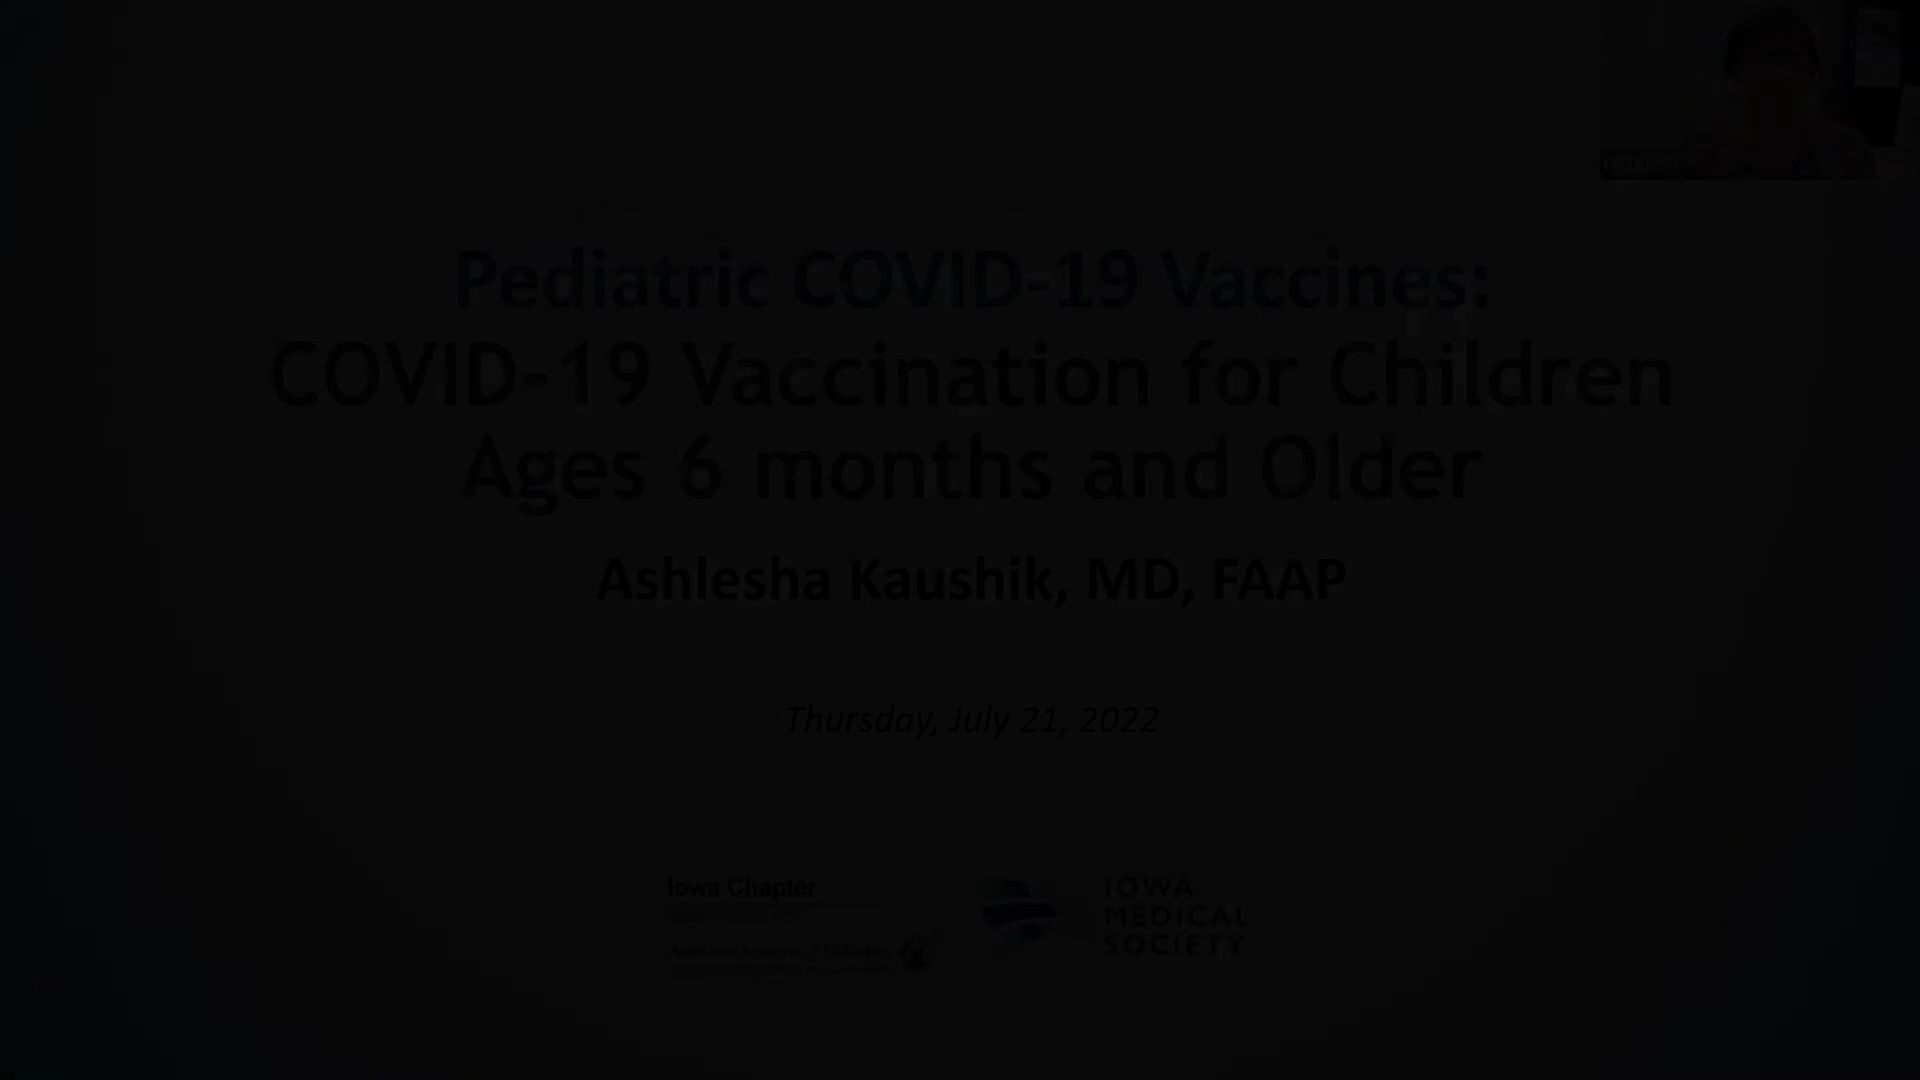 Pediatric COVID-19 Vaccines:
COVID-19 Vaccination for Children
Ages 6 months and Older
Ashlesha Kaushik, MD, FAAP
Thursday, July 21, 2022
Iowa Chapter
IOWA
MEDICAL
SOCIETY